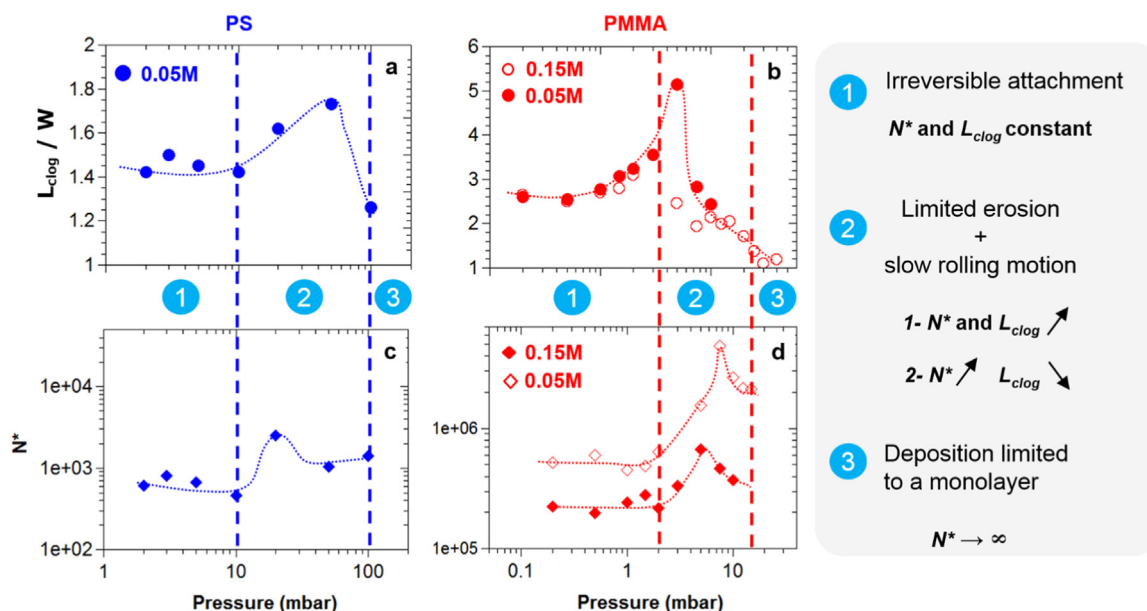 PS
PMMA
2
1.8
1.6
1.4
1.2
1
L_clog / W
0.05M
a
6
5
4
3
2
1
0.15M
0.05M
b
1
2
3
1
2
3
1e+04
1e+03
1e+02
N*
c
1
10
100
Pressure (mbar)
1e+06
1e+05
0.15M
0.05M
d
0.1
1
10
Pressure (mbar)
1
Irreversible attachment
N* and L_clog constant
2
Limited erosion
+
slow rolling motion
1- N* and L_clog ↗
2- N* ↗ L_clog ↘
3
Deposition limited
to a monolayer
N* → ∞